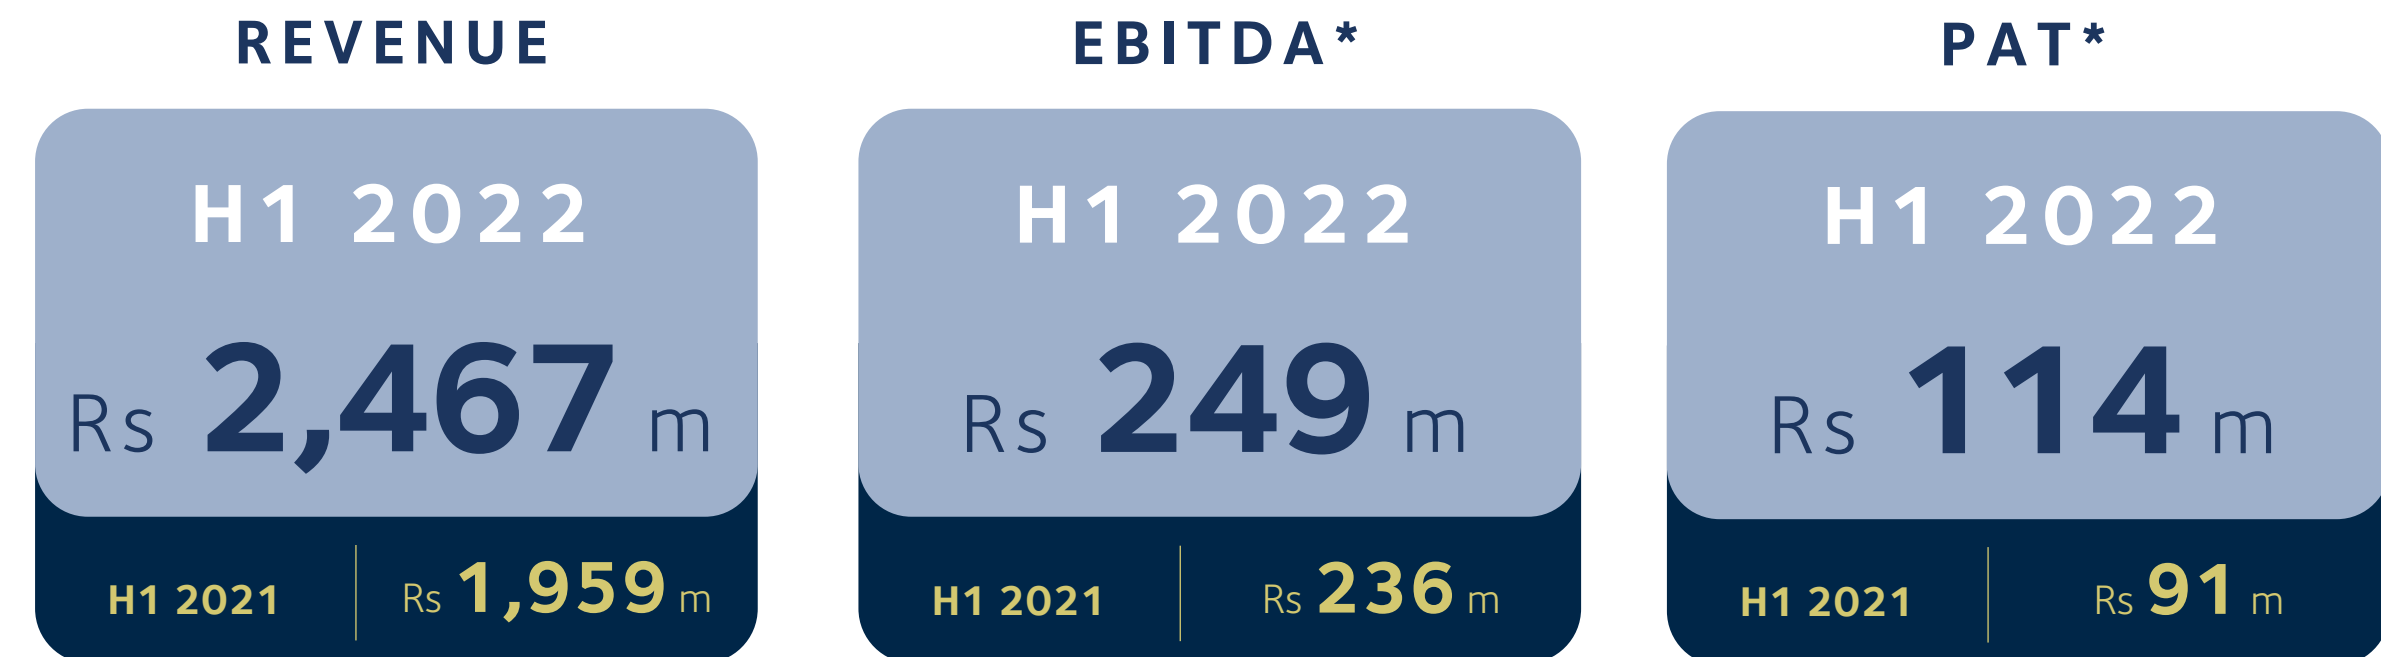 REVENUE
H1 2022
Rs 2,467 m
H1 2021
Rs 1,959 m
EBITDA*
H1 2022
Rs 249 m
H1 2021
Rs 236 m
PAT*
H1 2022
Rs 114 m
H1 2021
Rs 91 m